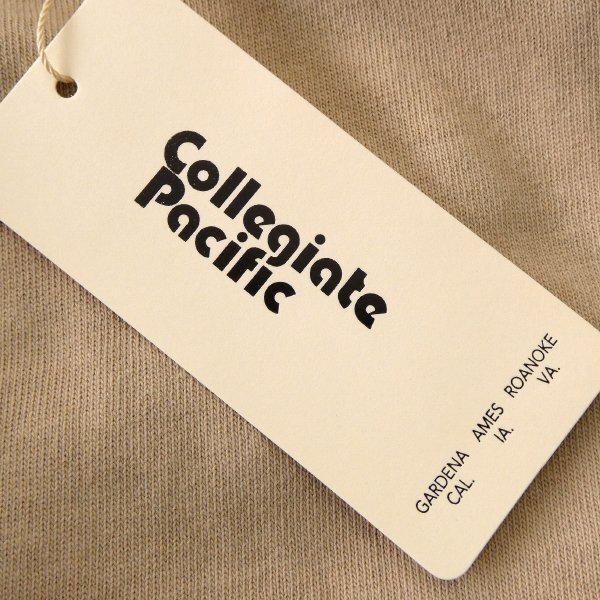 Collegiate
Pacific
GARDENA AMES ROANOKE
CAL. IA. VA.